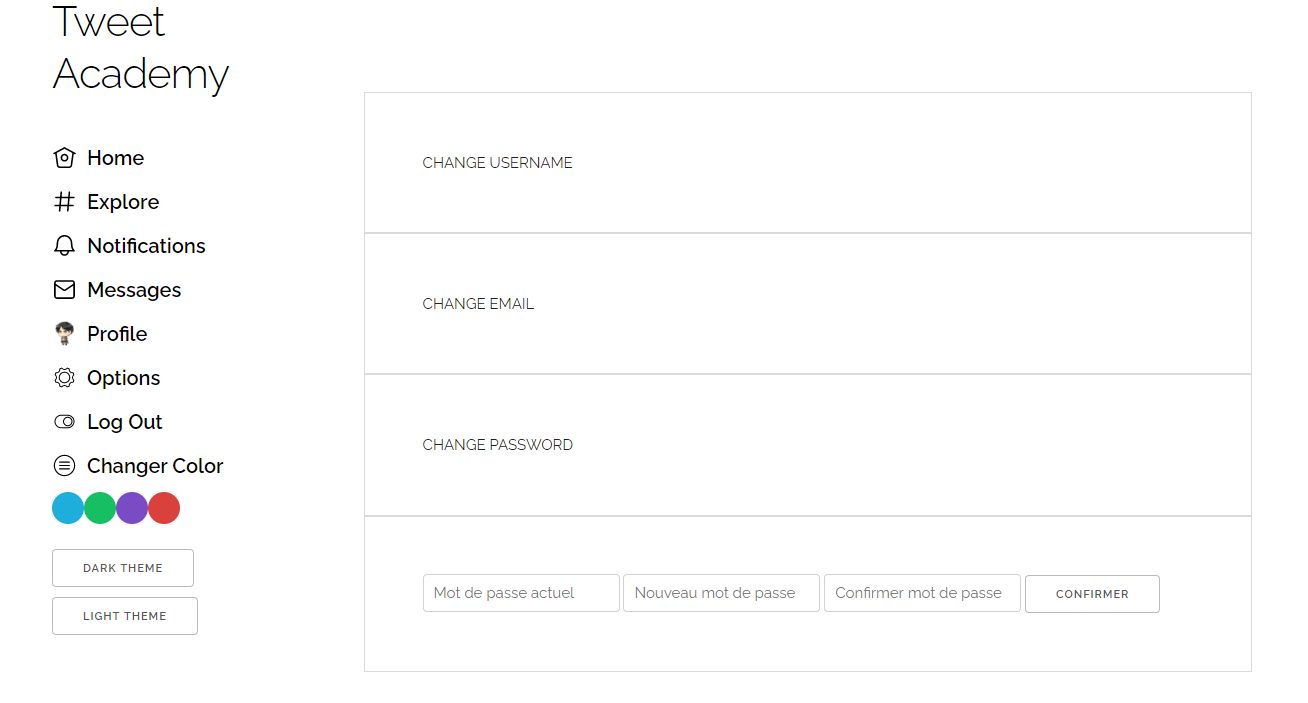 Tweet
Academy
Home
Explore
Notifications
Messages
Profile
Options
Log Out
Changer Color
DARK THEME
LIGHT THEME
CHANGE USERNAME
CHANGE EMAIL
CHANGE PASSWORD
Mot de passe actuel Nouveau mot de passe Confirmer mot de passe CONFIRMER